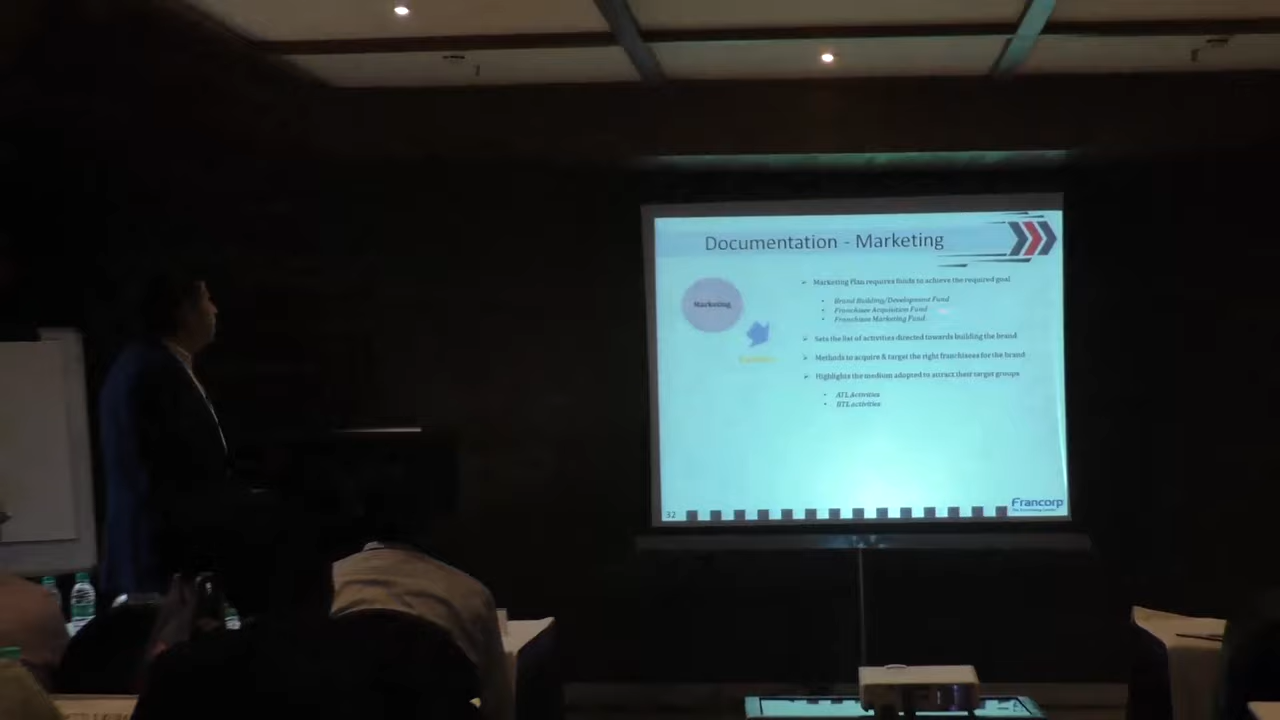 Documentation - Marketing
Marketing
Marketing Plan requires funds to achieve the required goal
Brand Building/Development Fund
Franchisee Acquisition Fund
Franchisee Marketing Fund
Sets the list of activities directed towards building the brand
Methods to acquire & target the right franchisees for the brand
Highlights the medium adopted to attract their target groups
ATL Activities
BTL activities
32
Francorp